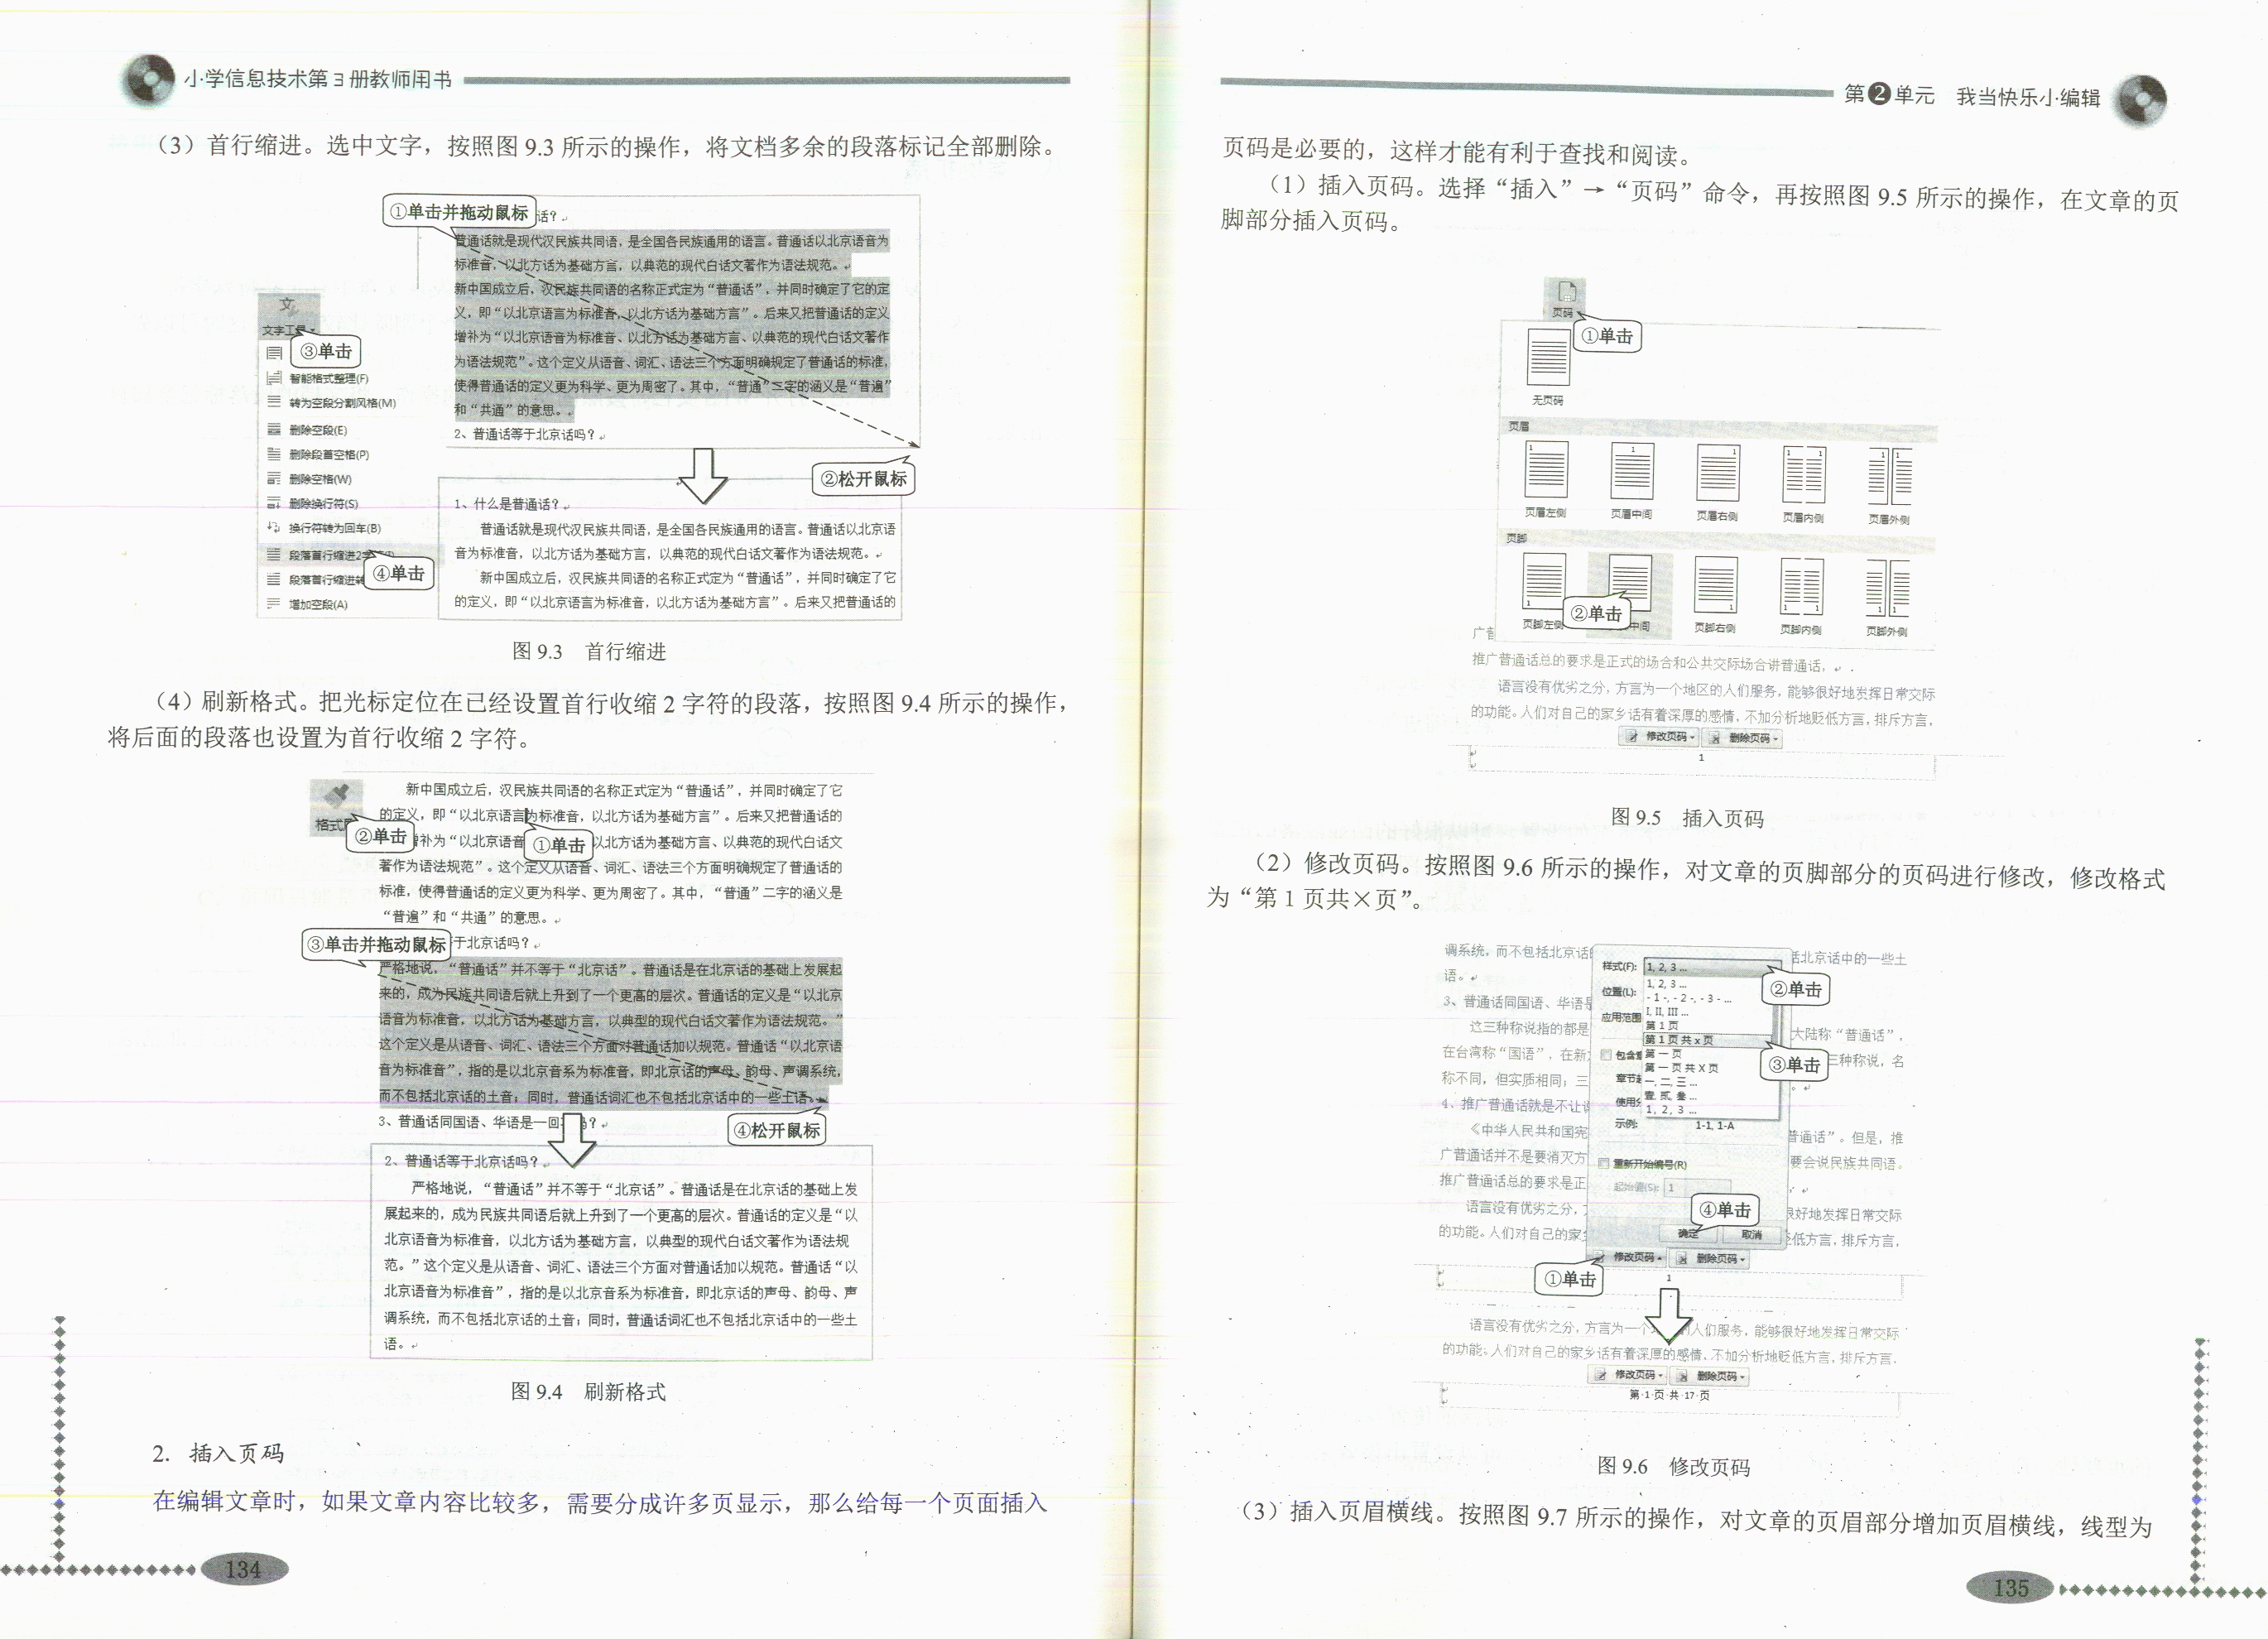 小学信息技术第3册教师用书
（3）首行缩进。选中文字，按照图 9.3 所示的操作，将文档多余的段落标记全部删除。
①单击并拖动鼠标
话？
普通话就是现代汉民族共同语，是全国各民族通用的语言。普通话以北京语音为
标准音，以北方话为基础方言，以典范的现代白话文著作为语法规范。
新中国成立后，汉民族共同语的名称正式定为“普通话”，并同时确定了它的定
义，即“以北京语言为标准音，以北方话为基础方言”。后来又把普通话的定义
增补为“以北京语音为标准音、以北方话为基础方言、以典范的现代白话文著作
为语法规范”。这个定义从语音、词汇、语法三个方面明确规定了普通话的标准，
使得普通话的定义更为科学、更为周密了。其中，“普通”二字的涵义是“普遍”
和“共通”的意思。
2、普通话等于北京话吗？
文字工具
③单击
智能格式整理(F)
转为空段分割风格(M)
删除空段(E)
删除段首空格(P)
删除空格(W)
删除换行符(S)
换行符转为回车(B)
段落首行缩进2
段落首行缩进转
增加空段(A)
④单击
②松开鼠标
1、什么是普通话？
普通话就是现代汉民族共同语，是全国各民族通用的语言。普通话以北京语
音为标准音，以北方话为基础方言，以典范的现代白话文著作为语法规范。
新中国成立后，汉民族共同语的名称正式定为“普通话”，并同时确定了它
的定义，即“以北京语言为标准音，以北方话为基础方言”。后来又把普通话的
图 9.3 首行缩进
（4）刷新格式。把光标定位在已经设置首行收缩 2 字符的段落，按照图 9.4 所示的操作，
将后面的段落也设置为首行收缩 2 字符。
新中国成立后，汉民族共同语的名称正式定为“普通话”，并同时确定了它
的定义，即“以北京语言为标准音，以北方话为基础方言”。后来又把普通话的
格式
②单击
①单击
增补为“以北京语音 以北方话为基础方言、以典范的现代白话文
著作为语法规范”。这个定义从语音、词汇、语法三个方面明确规定了普通话的
标准，使得普通话的定义更为科学、更为周密了。其中，“普通”二字的涵义是
“普遍”和“共通”的意思。
③单击并拖动鼠标
于北京话吗？
严格地说，“普通话”并不等于“北京话”。普通话是在北京话的基础上发展起
来的，成为民族共同语后就上升到了一个更高的层次。普通话的定义是“以北京
语音为标准音，以北方话为基础方言，以典型的现代白话文著作为语法规范。”
这个定义是从语音、词汇、语法三个方面对普通话加以规范。普通话“以北京语
音为标准音”，指的是以北京音系为标准音，即北京话的声母、韵母、声调系统，
而不包括北京话的土音；同时，普通话词汇也不包括北京话中的一些土语。
3、普通话同国语、华语是一回 吗？
④松开鼠标
2、普通话等于北京话吗？
严格地说，“普通话”并不等于“北京话”。普通话是在北京话的基础上发
展起来的，成为民族共同语后就上升到了一个更高的层次。普通话的定义是“以
北京语音为标准音，以北方话为基础方言，以典型的现代白话文著作为语法规
范。”这个定义是从语音、词汇、语法三个方面对普通话加以规范。普通话“以
北京语音为标准音”，指的是以北京音系为标准音，即北京话的声母、韵母、声
调系统，而不包括北京话的土音；同时，普通话词汇也不包括北京话中的一些土
语。
图 9.4 刷新格式
2. 插入页码
在编辑文章时，如果文章内容比较多，需要分成许多页显示，那么给每一个页面插入
134
第2单元 我当快乐小编辑
页码是必要的，这样才能有利于查找和阅读。
（1）插入页码。选择“插入”→“页码”命令，再按照图 9.5 所示的操作，在文章的页
脚部分插入页码。
页码
①单击
无页码
页眉
页眉左侧 页眉中间 页眉右侧 页眉内侧 页眉外侧
页脚
②单击
页脚左侧 中间 页脚右侧 页脚内侧 页脚外侧
推广普通话总的要求是正式的场合和公共交际场合讲普通话，
语言没有优劣之分，方言为一个地区的人们服务，能够很好地发挥日常交际
的功能。人们对自己的家乡话有着深厚的感情，不加分析地贬低方言，排斥方言，
修改页码 删除页码
1
图 9.5 插入页码
（2）修改页码。按照图 9.6 所示的操作，对文章的页脚部分的页码进行修改，修改格式
为“第 1 页共×页”。
调系统，而不包括北京话 括北京话中的一些土
语。
3、普通话同国语、华语是
这三种称说指的都是 大陆称“普通话”，
在台湾称“国语”，在新 三种称说，名
称不同，但实质相同；三
4、推广普通话就是不让
《中华人民共和国宪 普通话”。但是，推
广普通话并不是要消灭方 要会说民族共同语。
推广普通话总的要求是正
语言没有优劣之分， 很好地发挥日常交际
的功能。人们对自己的家 低方言，排斥方言，
样式(F): 1, 2, 3 ...
②单击
位置(L):
应用范围
1, 2, 3 ...
- 1 -, - 2 -, - 3 - ...
I, II, III ...
第 1 页
第 1 页 共 x 页
第 一 页
第 一 页 共 X 页
一, 二, 三 ...
壹, 贰, 叁 ...
1, 2, 3 ...
③单击
示例: 1-1, 1-A
重新开始编号(R)
起始值(S): 1
④单击
确定 取消
修改页码 删除页码
①单击
1
语言没有优劣之分，方言为一个 人们服务，能够很好地发挥日常交际
的功能。人们对自己的家乡话有着深厚的感情，不加分析地贬低方言，排斥方言，
修改页码 删除页码
第·1·页·共·17·页
图 9.6 修改页码
（3）插入页眉横线。按照图 9.7 所示的操作，对文章的页眉部分增加页眉横线，线型为
135